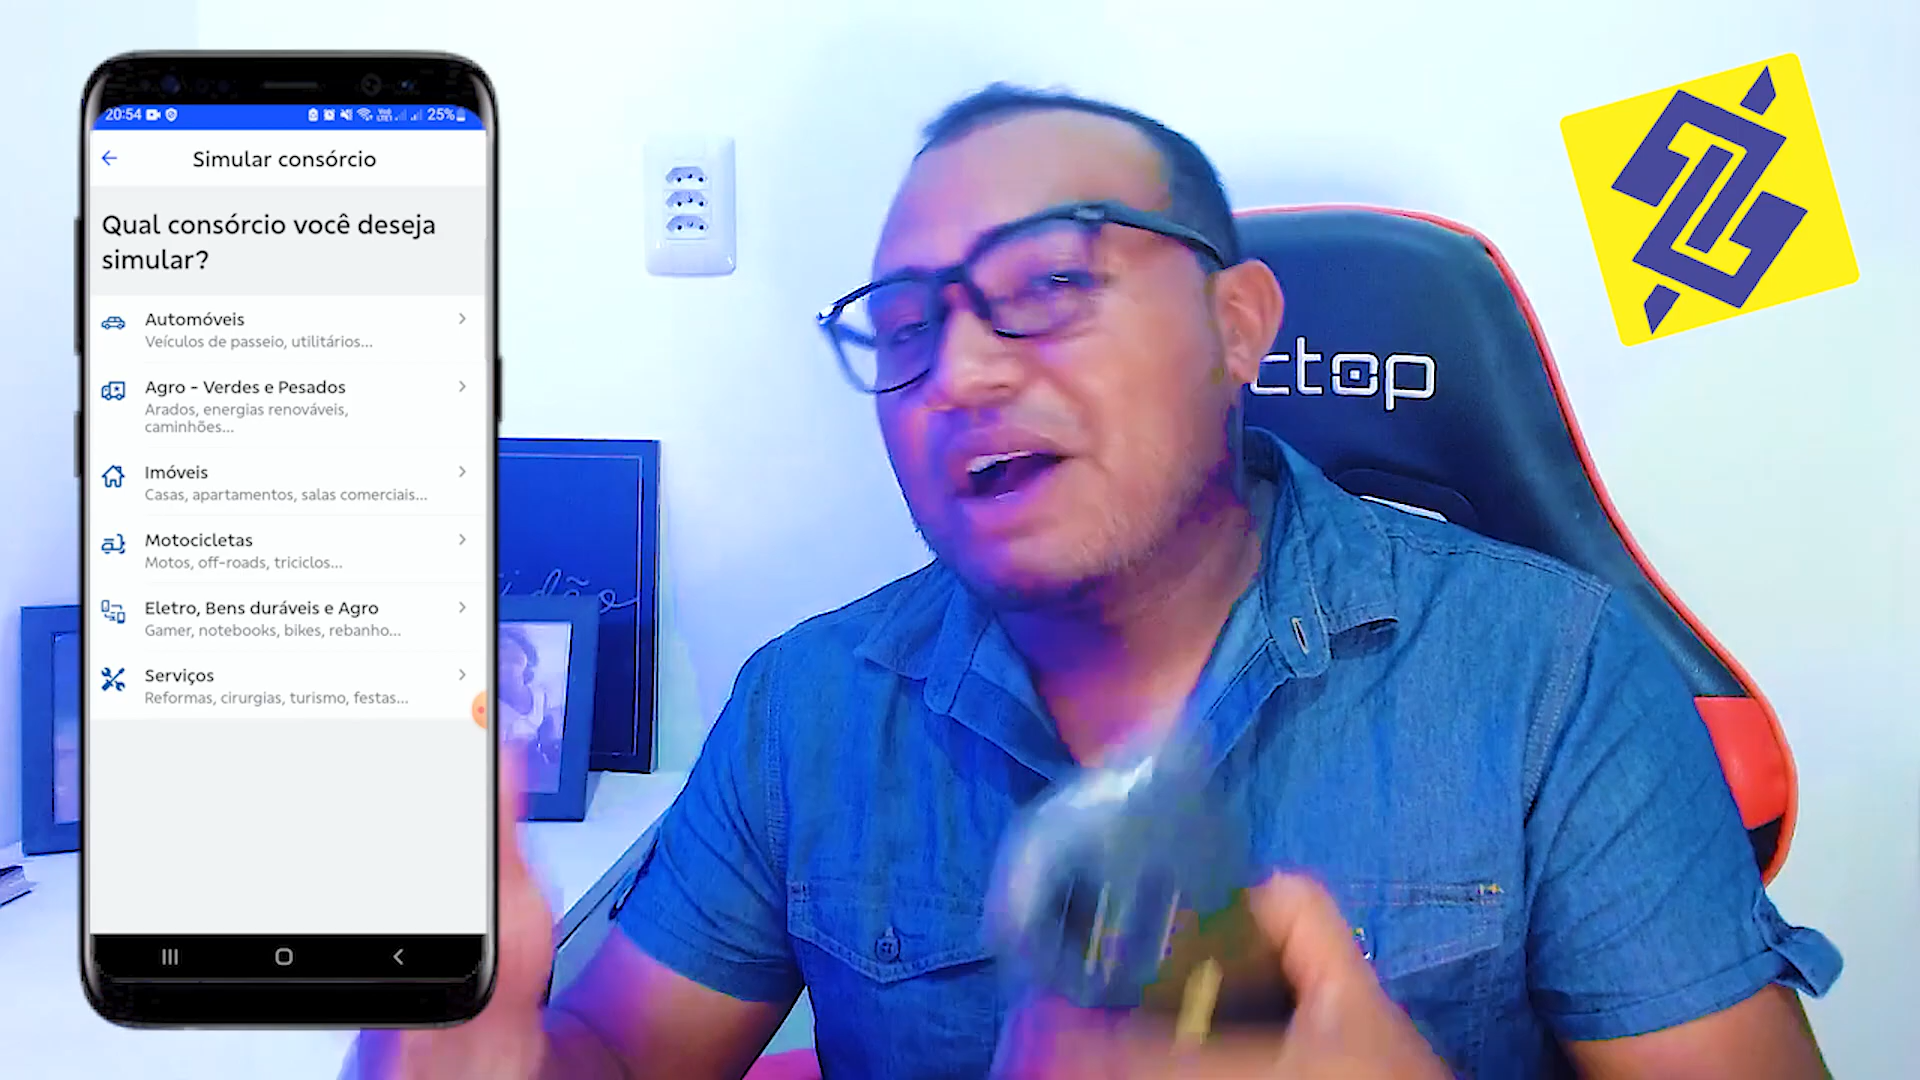 20:54
25%
Simular consórcio
Qual consórcio você deseja
simular?
Automóveis
Veículos de passeio, utilitários...
Agro - Verdes e Pesados
Arados, energias renováveis,
caminhões...
Imóveis
Casas, apartamentos, salas comerciais...
Motocicletas
Motos, off-roads, triciclos...
Eletro, Bens duráveis e Agro
Gamer, notebooks, bikes, rebanho...
Serviços
Reformas, cirurgias, turismo, festas...
ctop